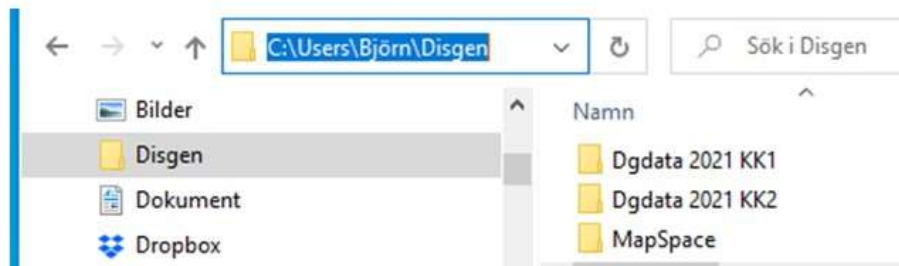 C:\Users\Björn\Disgen
Sök i Disgen
Bilder
Disgen
Dokument
Dropbox
Namn
Dgdata 2021 KK1
Dgdata 2021 KK2
MapSpace